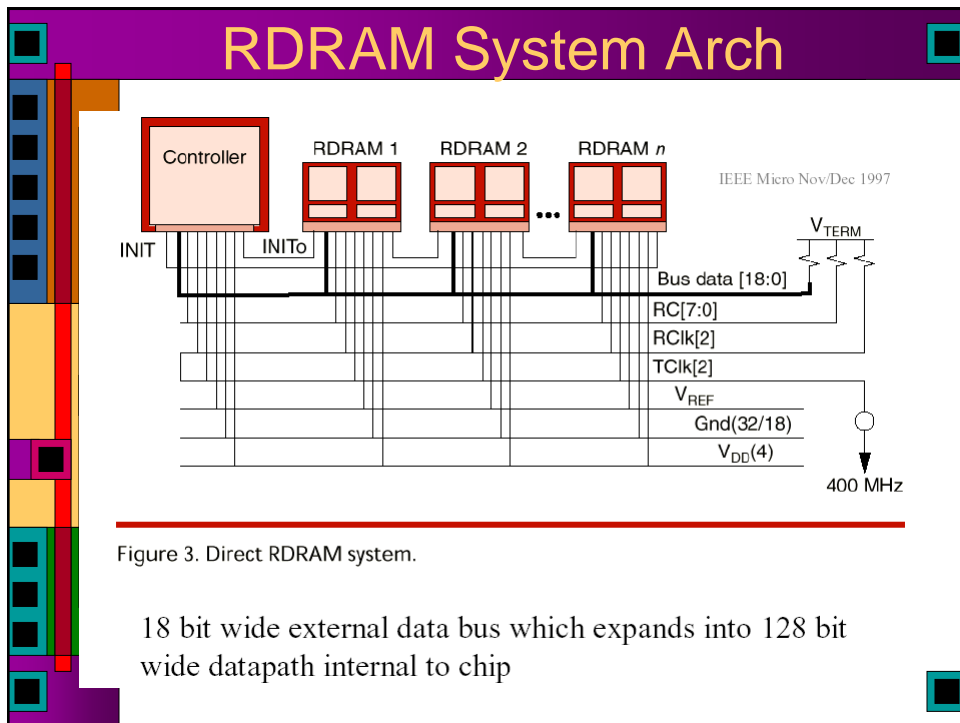 RDRAM System Arch
Controller
RDRAM 1
RDRAM 2
RDRAM n
IEEE Micro Nov/Dec 1997
...
INIT
INITo
VTERM
Bus data [18:0]
RC[7:0]
RClk[2]
TClk[2]
VREF
Gnd(32/18)
VDD(4)
400 MHz
Figure 3. Direct RDRAM system.
18 bit wide external data bus which expands into 128 bit
wide datapath internal to chip